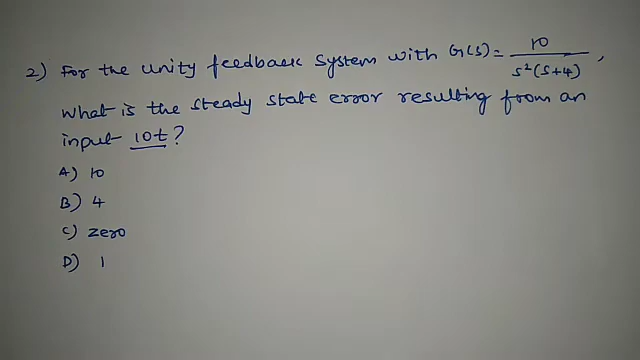 2) For the unity feedback system with G(s) = 10 / s²(s+4) ,
What is the steady state error resulting from an
input 10t ?
A) 10
B) 4
C) zero
D) 1